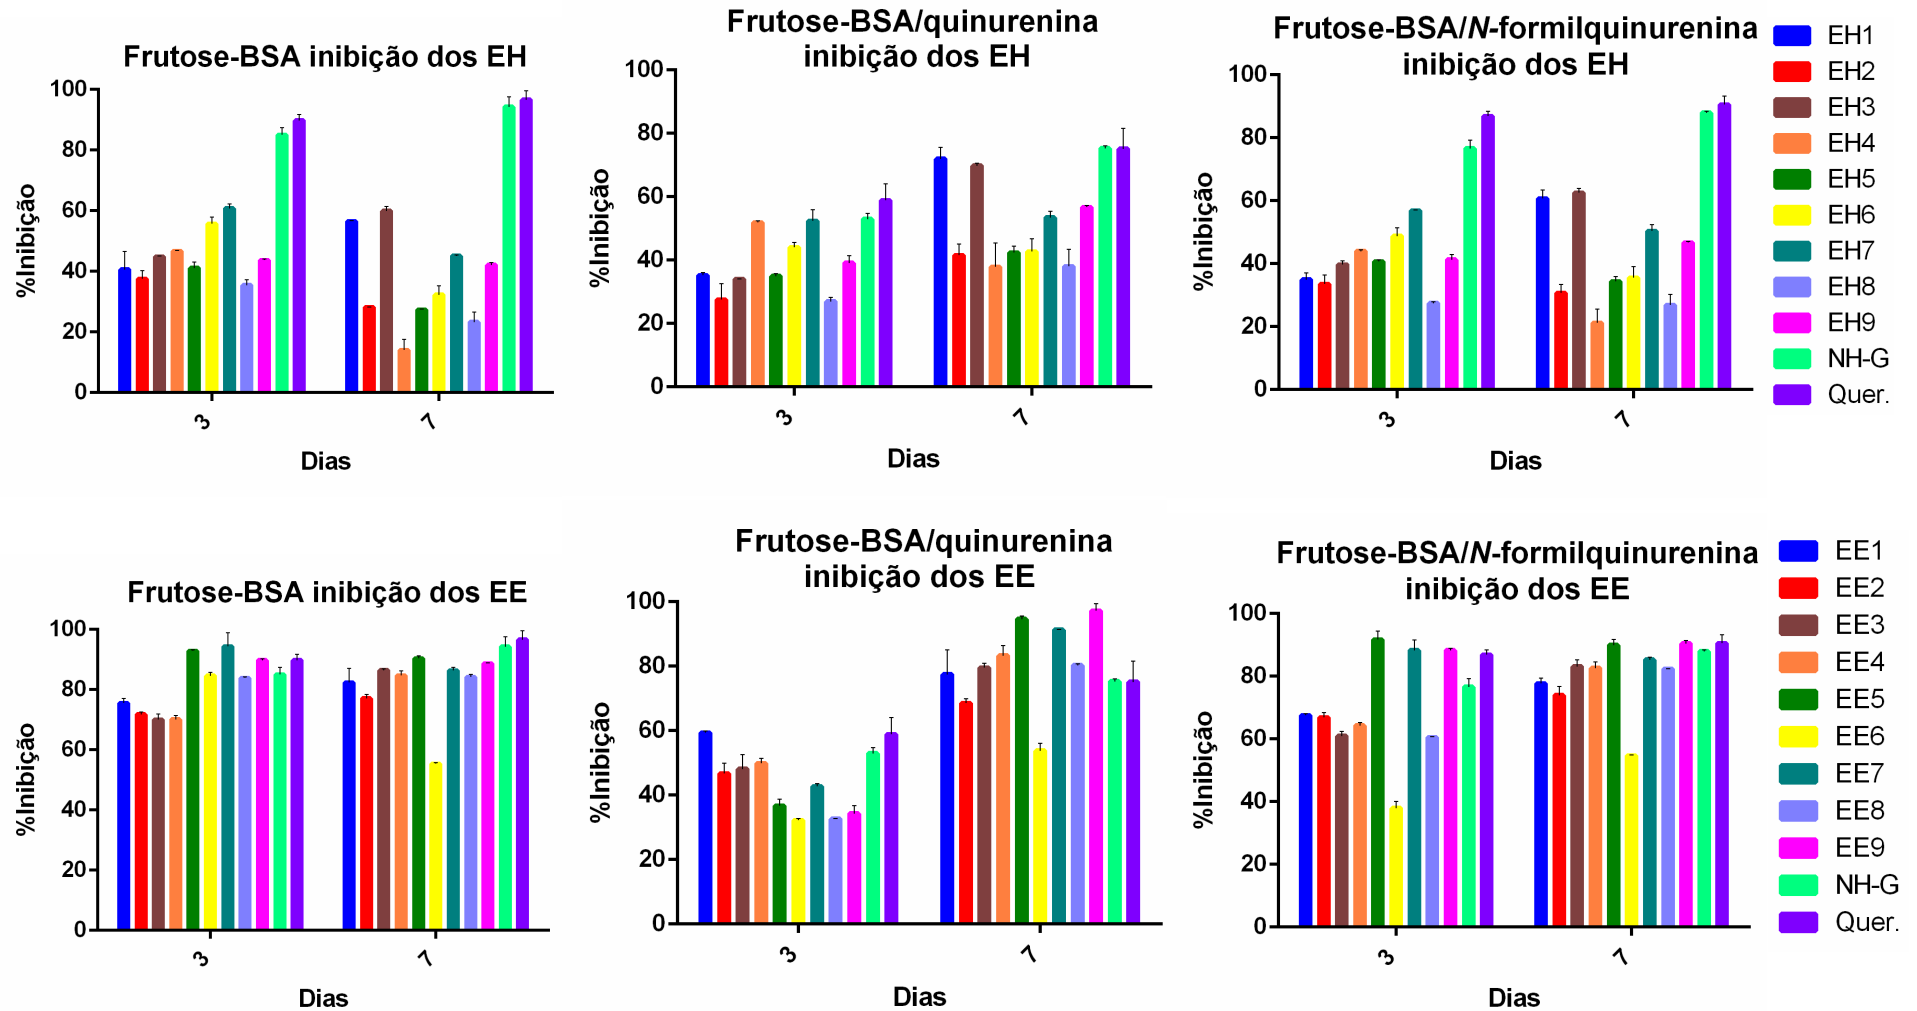 Frutose-BSA inibição dos EH
%Inibição
100
80
60
40
20
0
3
7
Dias
Frutose-BSA/quinurenina
inibição dos EH
%Inibição
100
80
60
40
20
0
3
7
Dias
Frutose-BSA/N-formilquinurenina
inibição dos EH
%Inibição
100
80
60
40
20
0
3
7
Dias
EH1
EH2
EH3
EH4
EH5
EH6
EH7
EH8
EH9
NH-G
Quer.
Frutose-BSA inibição dos EE
%Inibição
100
80
60
40
20
0
3
7
Dias
Frutose-BSA/quinurenina
inibição dos EE
%Inibição
100
80
60
40
20
0
3
7
Dias
Frutose-BSA/N-formilquinurenina
inibição dos EE
%Inibição
100
80
60
40
20
0
3
7
Dias
EE1
EE2
EE3
EE4
EE5
EE6
EE7
EE8
EE9
NH-G
Quer.